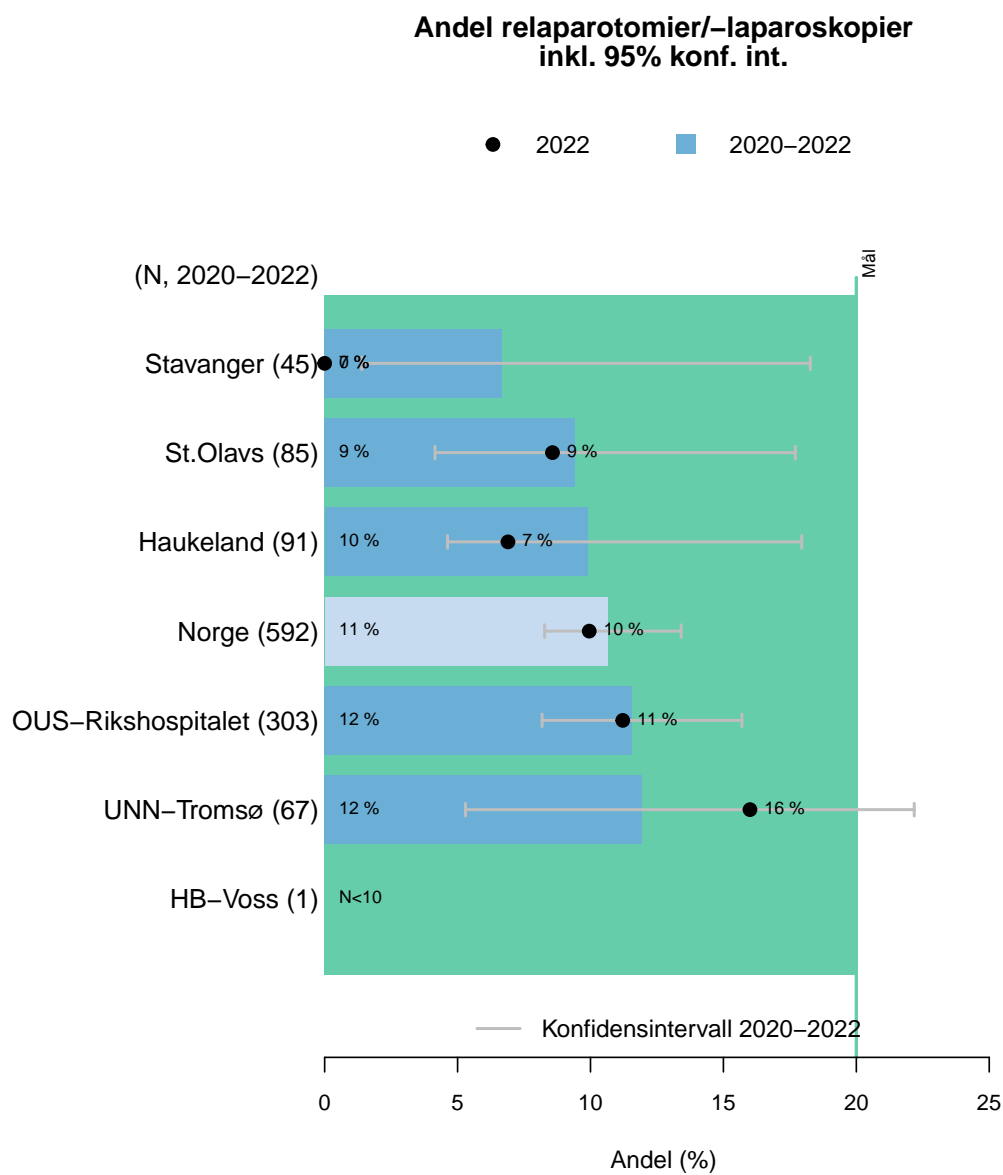 Andel relaparotomier/−laparoskopier
inkl. 95% konf. int.
2022 2020−2022
(N, 2020−2022)
Mål
Stavanger (45) 7 % 0 %
St.Olavs (85) 9 % 9 %
Haukeland (91) 10 % 7 %
Norge (592) 11 % 10 %
OUS−Rikshospitalet (303) 12 % 11 %
UNN−Tromsø (67) 12 % 16 %
HB−Voss (1) N<10
Konfidensintervall 2020−2022
0 5 10 15 20 25
Andel (%)